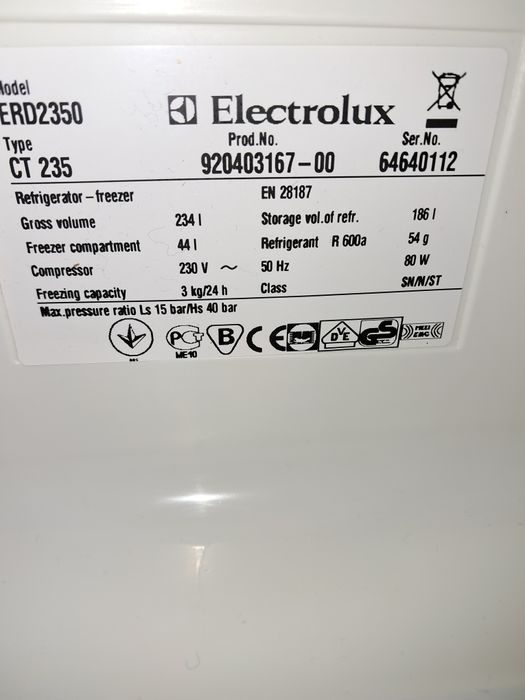 Model
ERD2350
Electrolux
Type Prod.No. Ser.No.
CT 235 920403167-00 64640112
Refrigerator-freezer EN 28187
Gross volume 234 l Storage vol.of refr. 186 l
Freezer compartment 44 l Refrigerant R 600a 54 g
Compressor 230 V ~ 50 Hz 80 W
Freezing capacity 3 kg/24 h Class SN/N/ST
Max.pressure ratio Ls 15 bar/Hs 40 bar
PCT B CE DVE GS
ME10